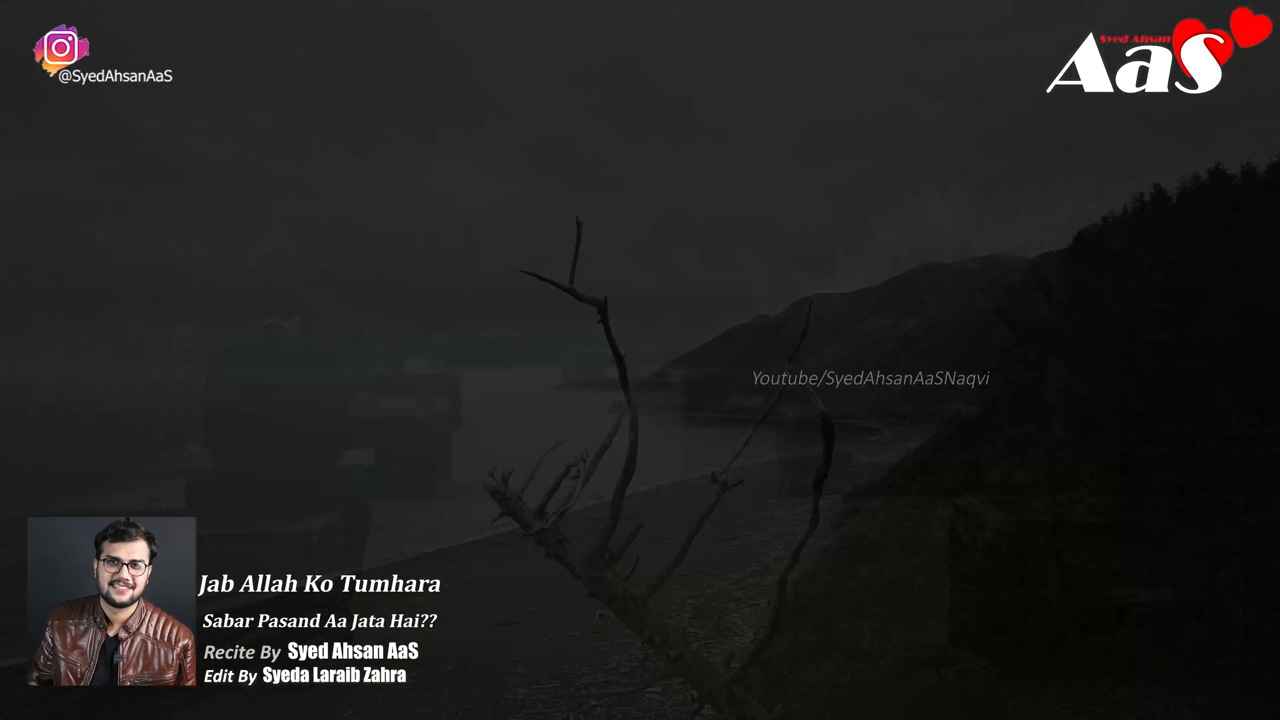 @SyedAhsanAaS
Syed Ahsan
AaS
Youtube/SyedAhsanAaSNaqvi
Jab Allah Ko Tumhara
Sabar Pasand Aa Jata Hai??
Recite By Syed Ahsan AaS
Edit By Syeda Laraib Zahra